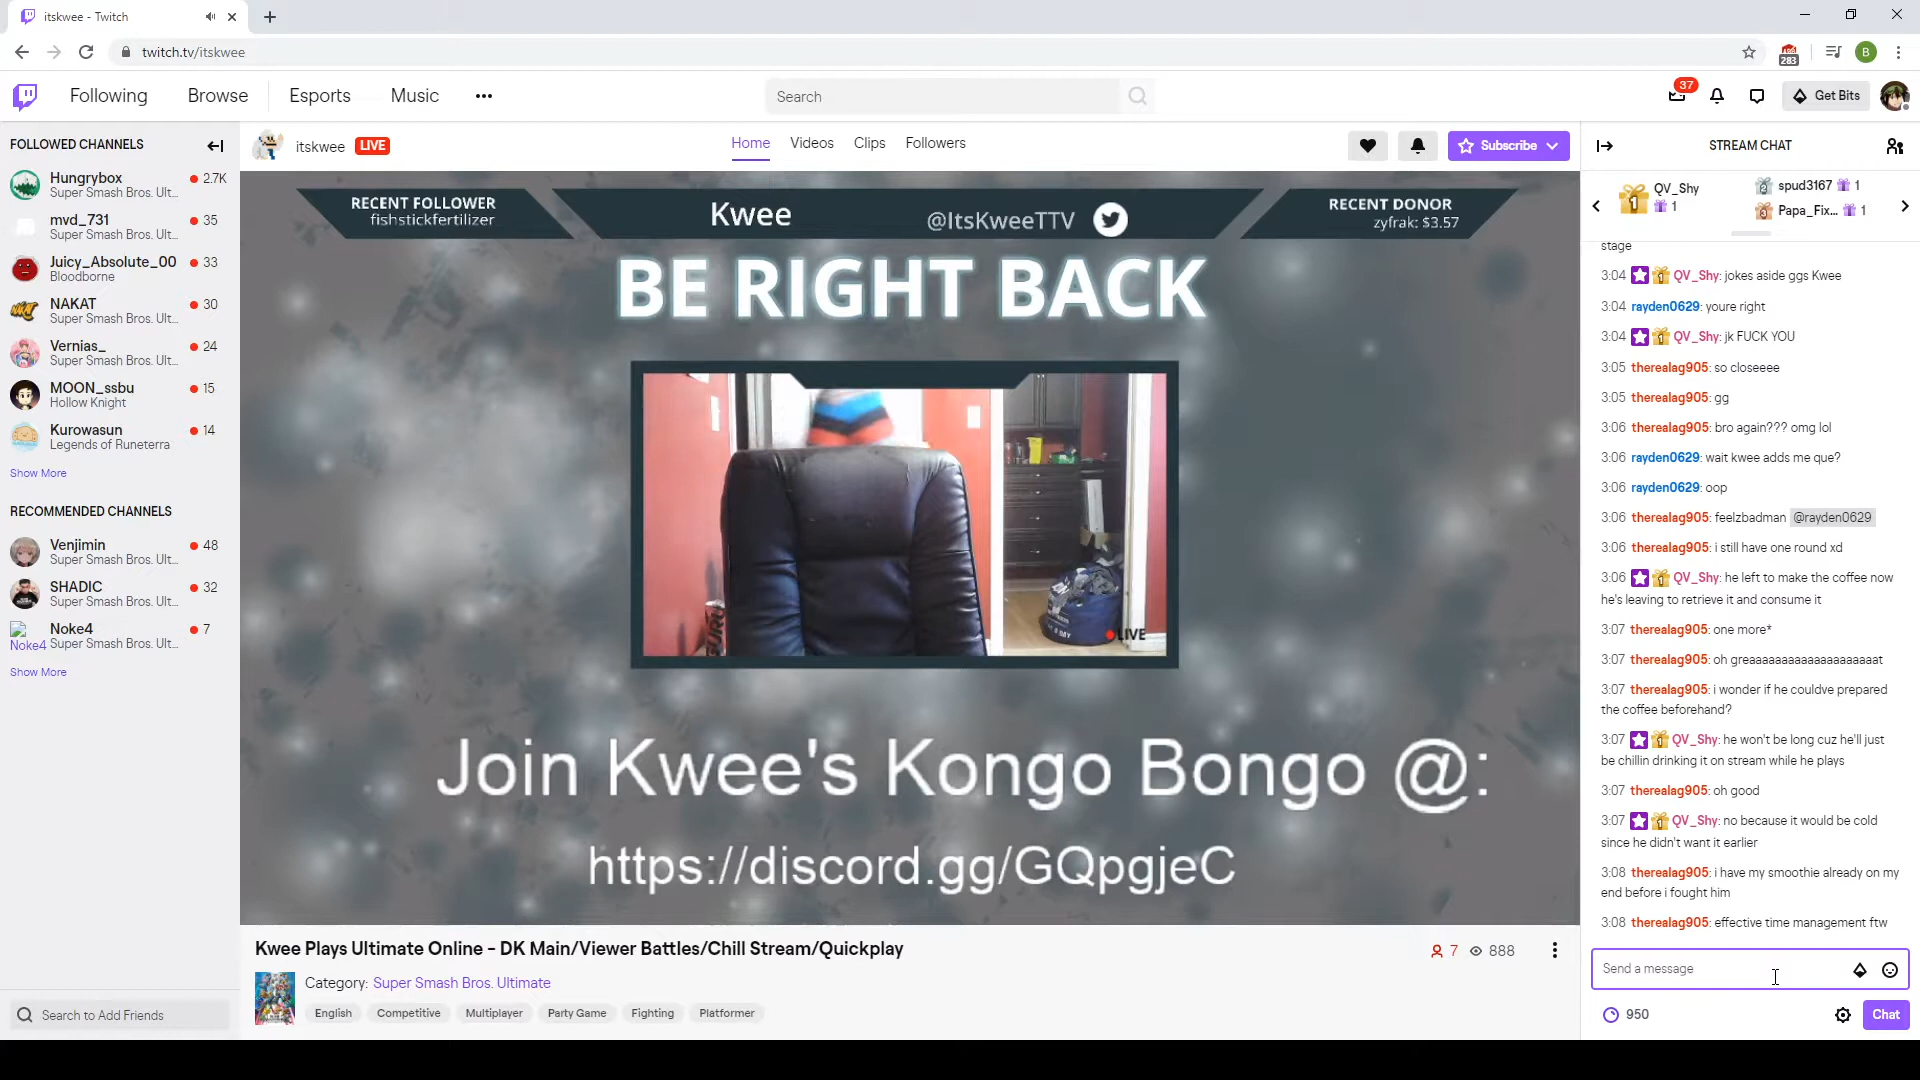 itskwee - Twitch
twitch.tv/itskwee
283
B
Following
Browse
Esports
Music
Search
37
Get Bits
FOLLOWED CHANNELS
Hungrybox
2.7K
Super Smash Bros. Ult...
mvd_731
35
Super Smash Bros. Ult...
Juicy_Absolute_00
33
Bloodborne
NAKAT
30
Super Smash Bros. Ult...
Vernias_
24
Super Smash Bros. Ult...
MOON_ssbu
15
Hollow Knight
Kurowasun
14
Legends of Runeterra
Show More
RECOMMENDED CHANNELS
Venjimin
48
Super Smash Bros. Ult...
SHADIC
32
Super Smash Bros. Ult...
Noke4
Noke4
7
Super Smash Bros. Ult...
Show More
Search to Add Friends
itskwee
LIVE
Home
Videos
Clips
Followers
Subscribe
RECENT FOLLOWER
fishstickfertilizer
Kwee
@ItsKweeTTV
RECENT DONOR
zyfrak: $3.57
BE RIGHT BACK
LIVE
Join Kwee's Kongo Bongo @:
https://discord.gg/GQpgjeC
Kwee Plays Ultimate Online - DK Main/Viewer Battles/Chill Stream/Quickplay
7
888
Category: Super Smash Bros. Ultimate
English
Competitive
Multiplayer
Party Game
Fighting
Platformer
STREAM CHAT
1
QV_Shy
1
2
spud3167
1
3
Papa_Fix...
1
stage
3:04 QV_Shy: jokes aside ggs Kwee
3:04 rayden0629: youre right
3:04 QV_Shy: jk FUCK YOU
3:05 therealag905: so closeeee
3:05 therealag905: gg
3:06 therealag905: bro again??? omg lol
3:06 rayden0629: wait kwee adds me que?
3:06 rayden0629: oop
3:06 therealag905: feelzbadman @rayden0629
3:06 therealag905: i still have one round xd
3:06 QV_Shy: he left to make the coffee now
he's leaving to retrieve it and consume it
3:07 therealag905: one more*
3:07 therealag905: oh greaaaaaaaaaaaaaaaaaaat
3:07 therealag905: i wonder if he couldve prepared
the coffee beforehand?
3:07 QV_Shy: he won't be long cuz he'll just
be chillin drinking it on stream while he plays
3:07 therealag905: oh good
3:07 QV_Shy: no because it would be cold
since he didn't want it earlier
3:08 therealag905: i have my smoothie already on my
end before i fought him
3:08 therealag905: effective time management ftw
Send a message
950
Chat